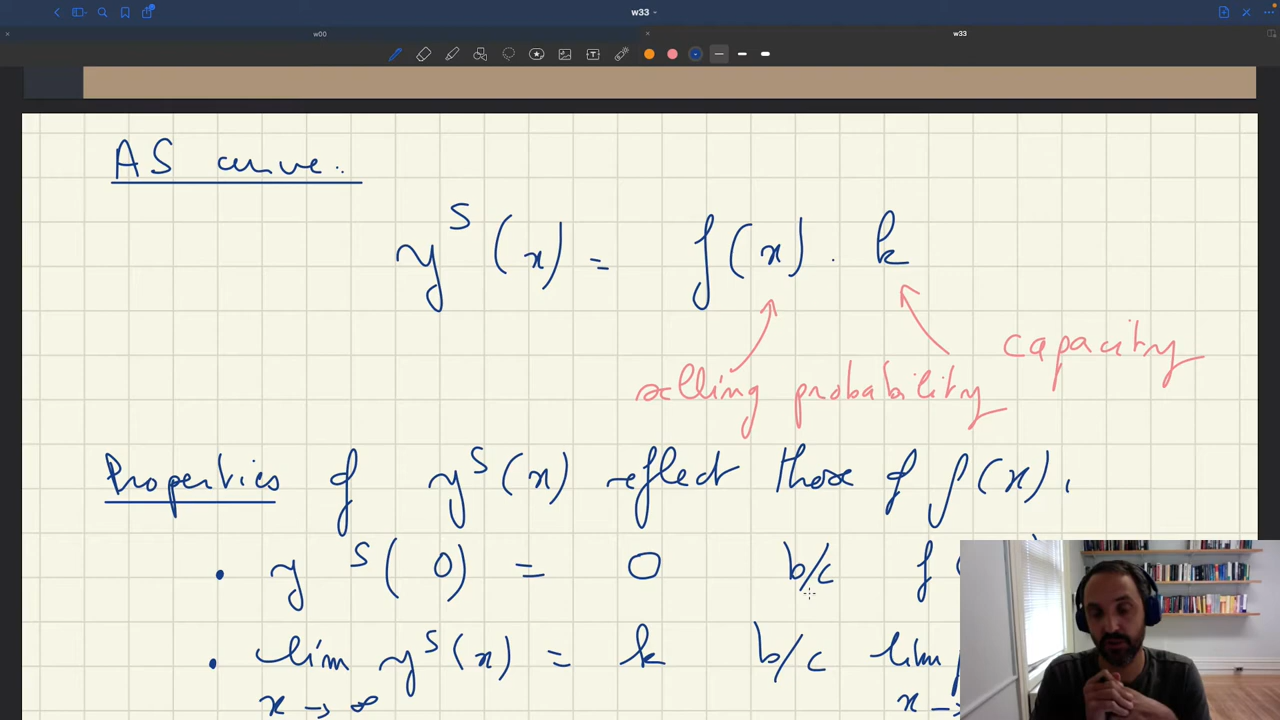 w33
w00
w33
AS curve.
y^S(x) = f(x) . k
capacity
selling probability
Properties of y^S(x) reflect those of f(x).
• y^S(0) = 0 b/c f(
• lim y^S(x) = k b/c lim
x → ∞ x →